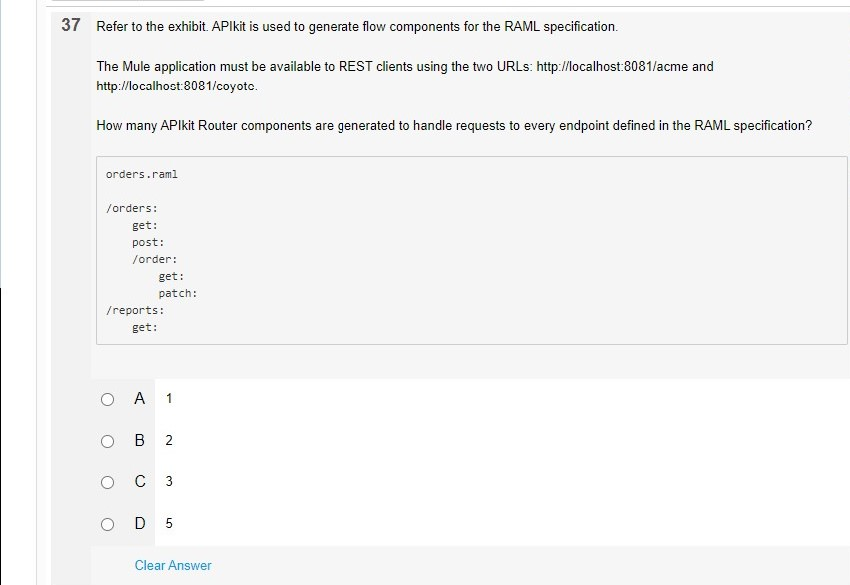 37 Refer to the exhibit. APIkit is used to generate flow components for the RAML specification.
The Mule application must be available to REST clients using the two URLs: http://localhost:8081/acme and
http://localhost:8081/coyote.
How many APIkit Router components are generated to handle requests to every endpoint defined in the RAML specification?
orders.raml
/orders:
get:
post:
/order:
get:
patch:
/reports:
get:
A 1
B 2
C 3
D 5
Clear Answer